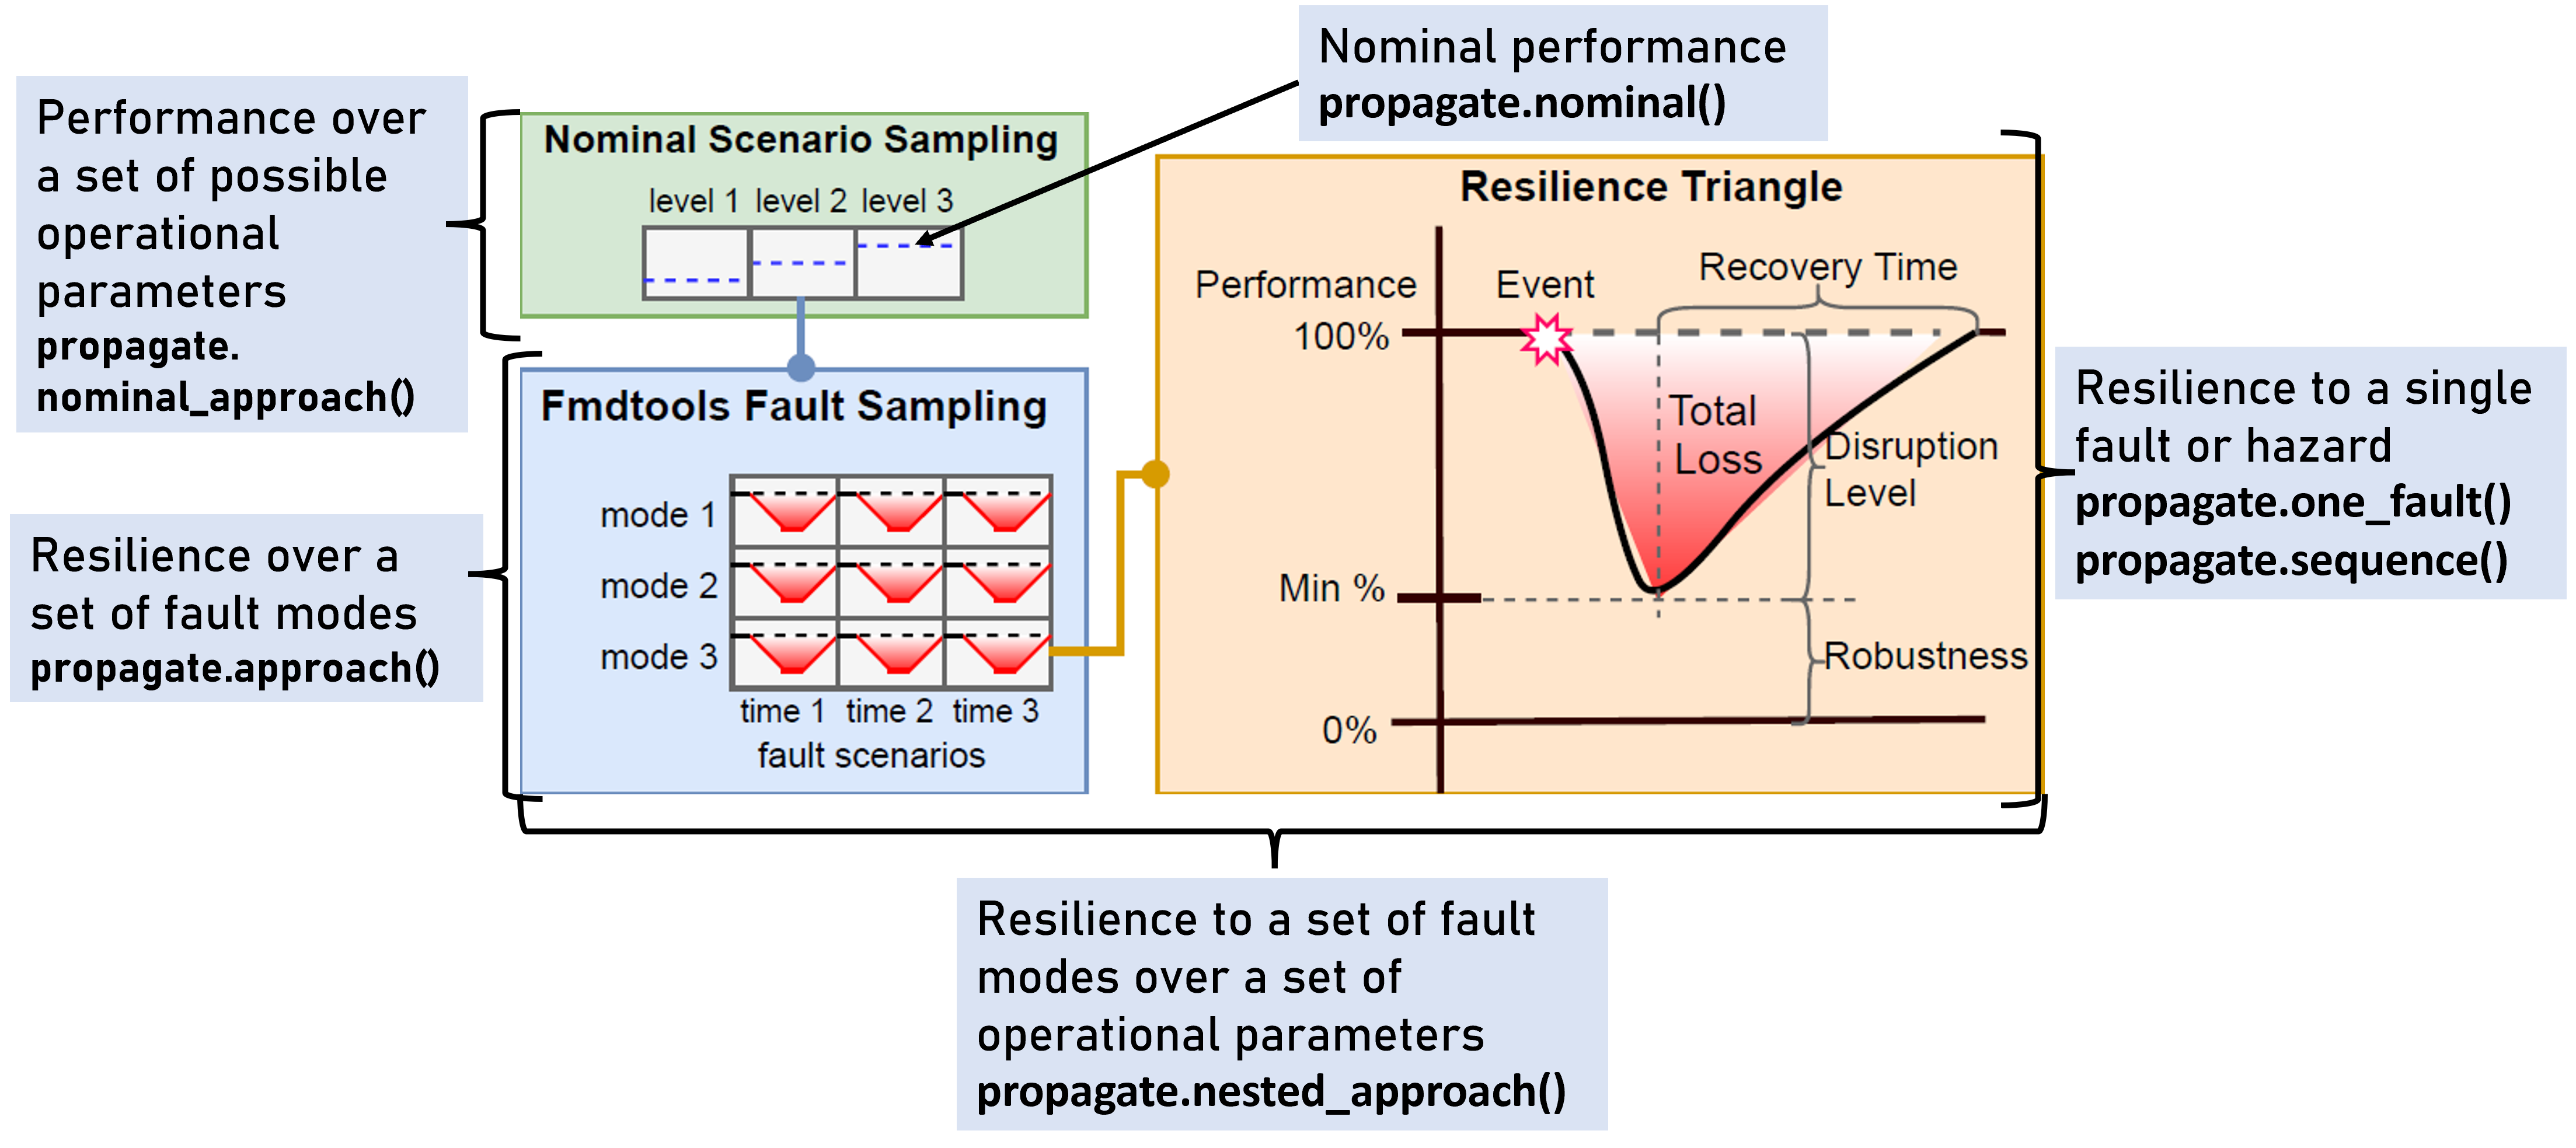 Nominal performance
propagate.nominal()
Performance over
a set of possible
operational
parameters
propagate.
nominal_approach()
Nominal Scenario Sampling
level 1 level 2 level 3
Resilience over a
set of fault modes
propagate.approach()
Fmdtools Fault Sampling
mode 1
mode 2
mode 3
time 1 time 2 time 3
fault scenarios
Resilience Triangle
Performance
100%
Event
Recovery Time
Total
Loss
Disruption
Level
Min %
Robustness
0%
Resilience to a single
fault or hazard
propagate.one_fault()
propagate.sequence()
Resilience to a set of fault
modes over a set of
operational parameters
propagate.nested_approach()